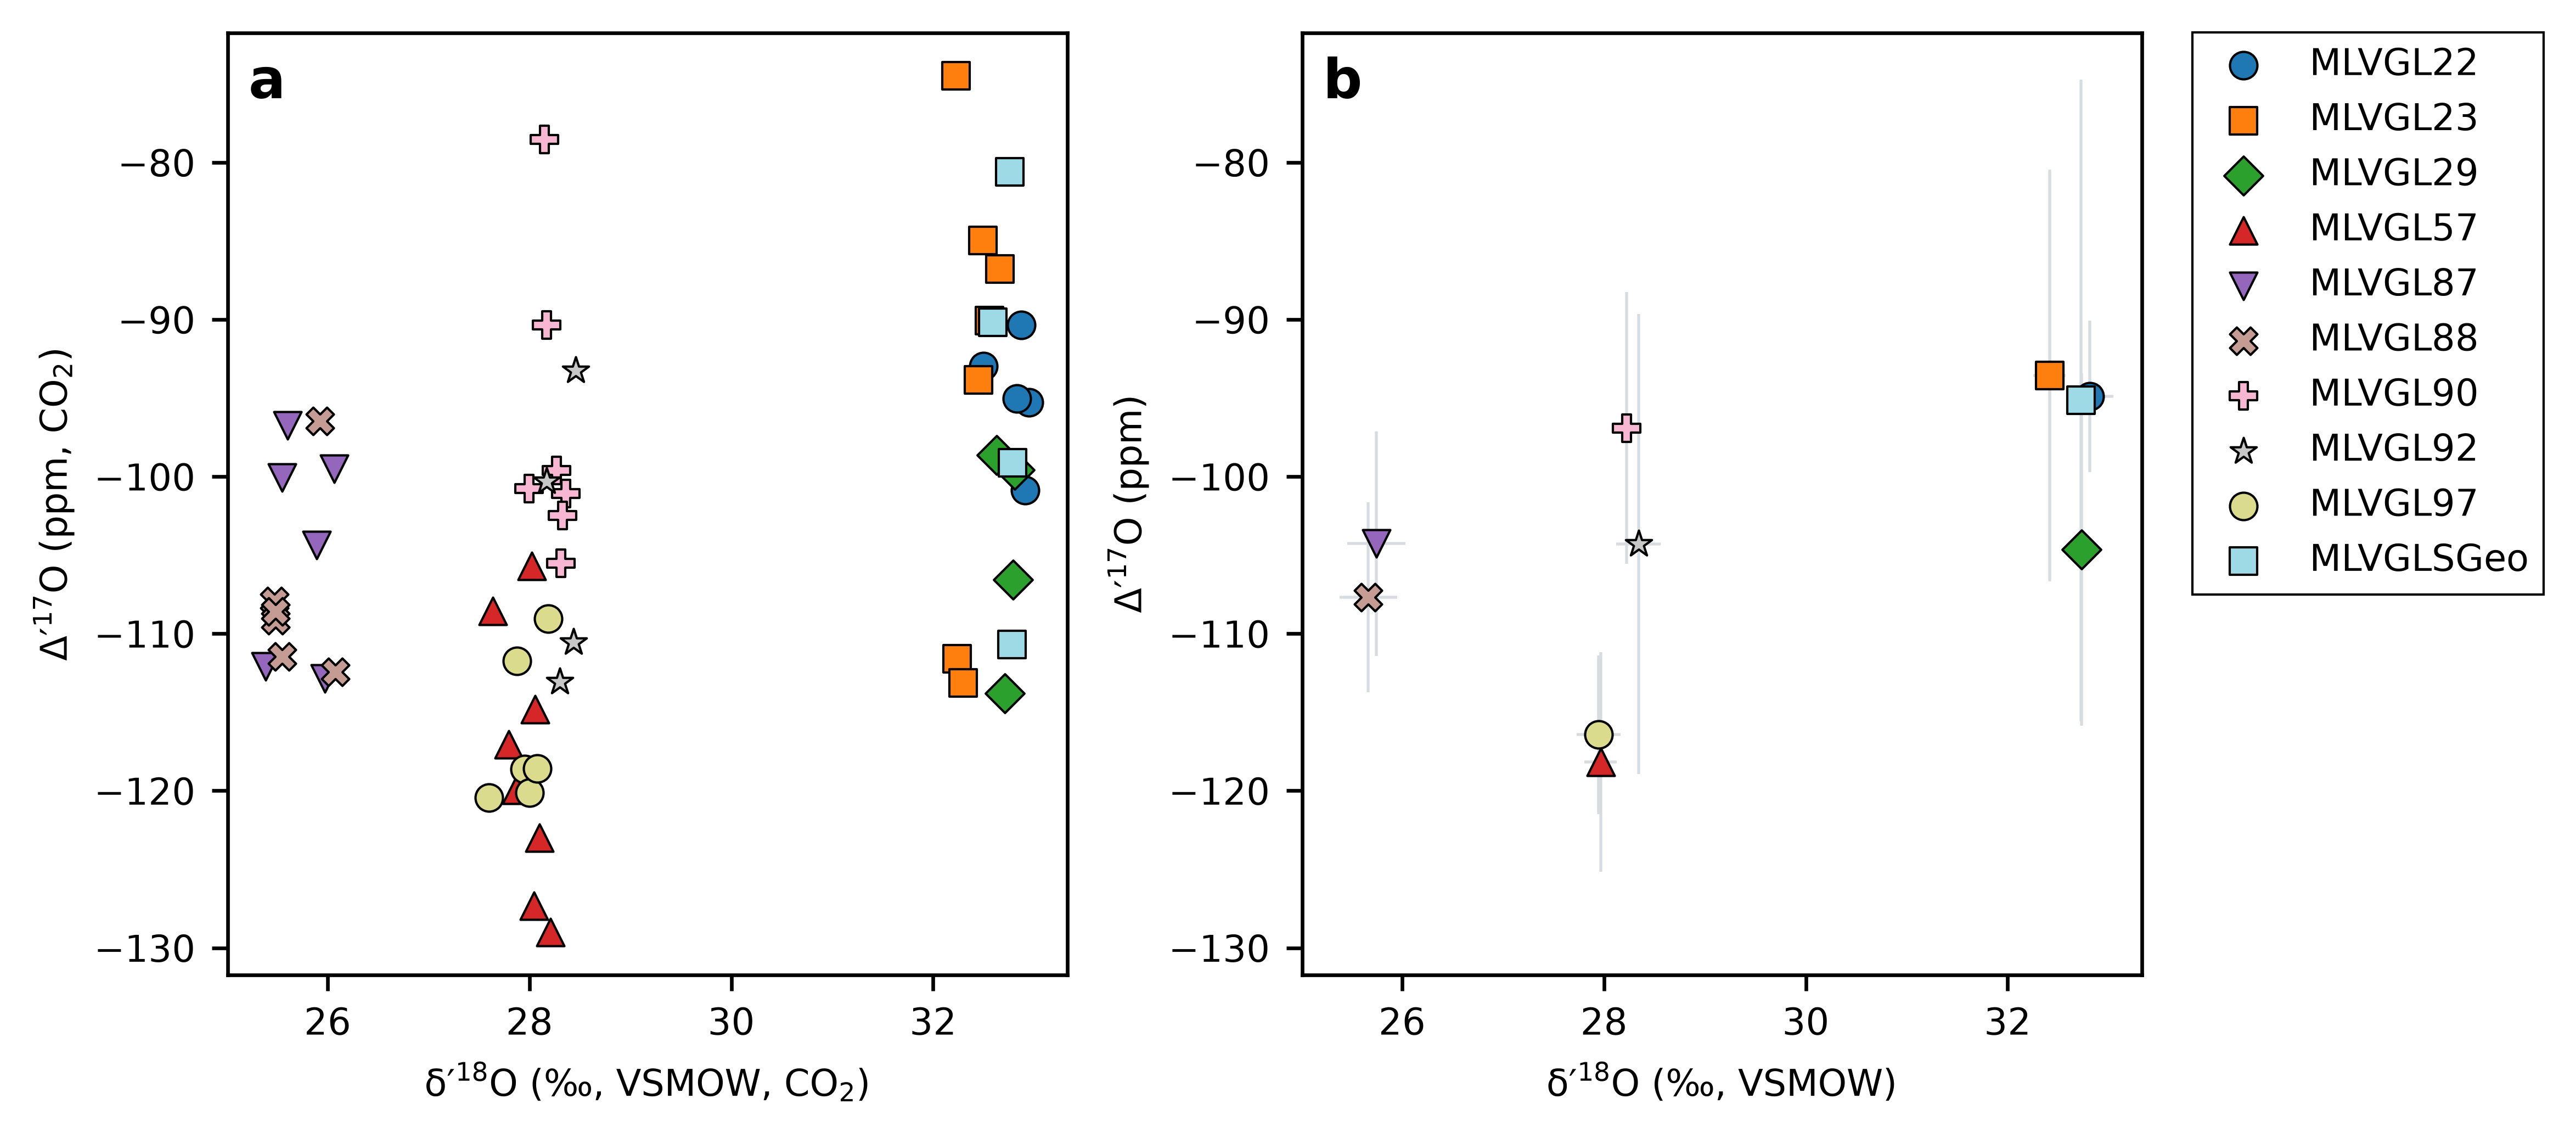 a
−80
−90
−100
−110
−120
−130
Δ′¹⁷O (ppm, CO₂)
26 28 30 32
δ′¹⁸O (‰, VSMOW, CO₂)
b
−80
−90
−100
−110
−120
−130
Δ′¹⁷O (ppm)
26 28 30 32
δ′¹⁸O (‰, VSMOW)
MLVGL22
MLVGL23
MLVGL29
MLVGL57
MLVGL87
MLVGL88
MLVGL90
MLVGL92
MLVGL97
MLVGLSGeo